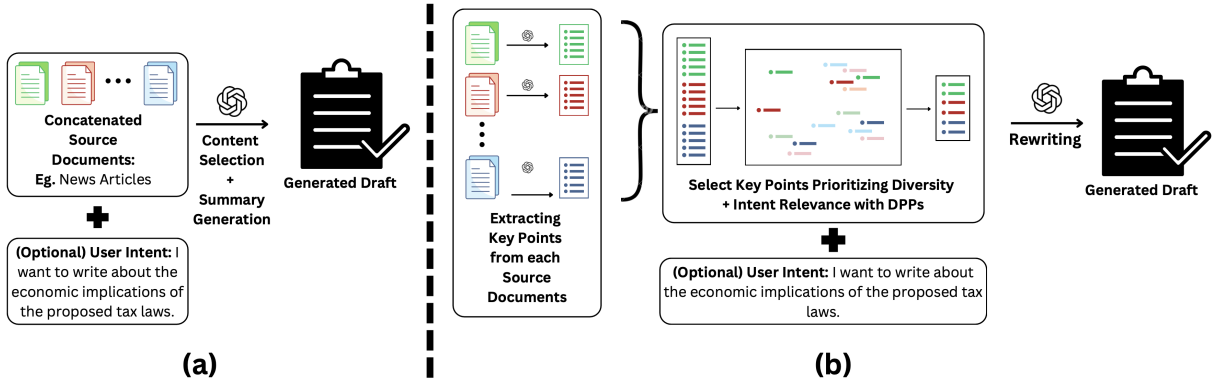 Concatenated
Source
Documents:
Eg. News Articles
(Optional) User Intent: I
want to write about the
economic implications of
the proposed tax laws.
Content
Selection
+
Summary
Generation
Generated Draft
(a)
Extracting
Key Points
from each
Source
Documents
Select Key Points Prioritizing Diversity
+ Intent Relevance with DPPs
(Optional) User Intent: I want to write about
the economic implications of the proposed tax
laws.
Rewriting
Generated Draft
(b)